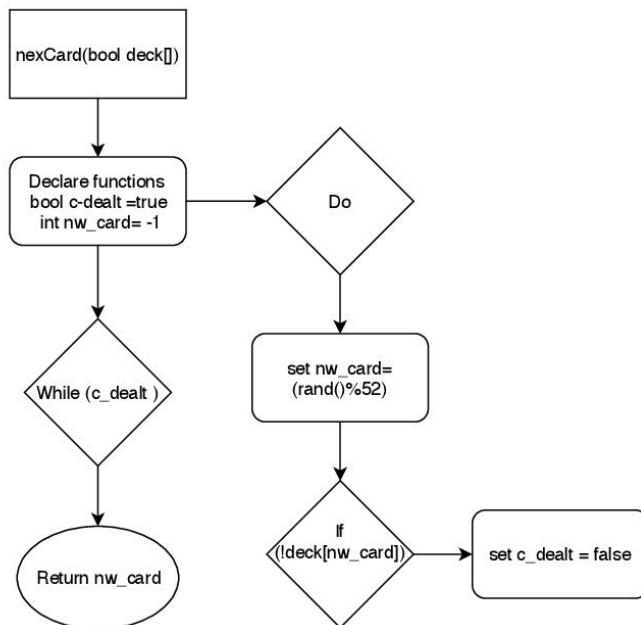 nexCard(bool deck[])
Declare functions
bool c-dealt =true
int nw_card= -1
Do
While (c_dealt )
set nw_card=
(rand()%52)
If
(!deck[nw_card])
set c_dealt = false
Return nw_card